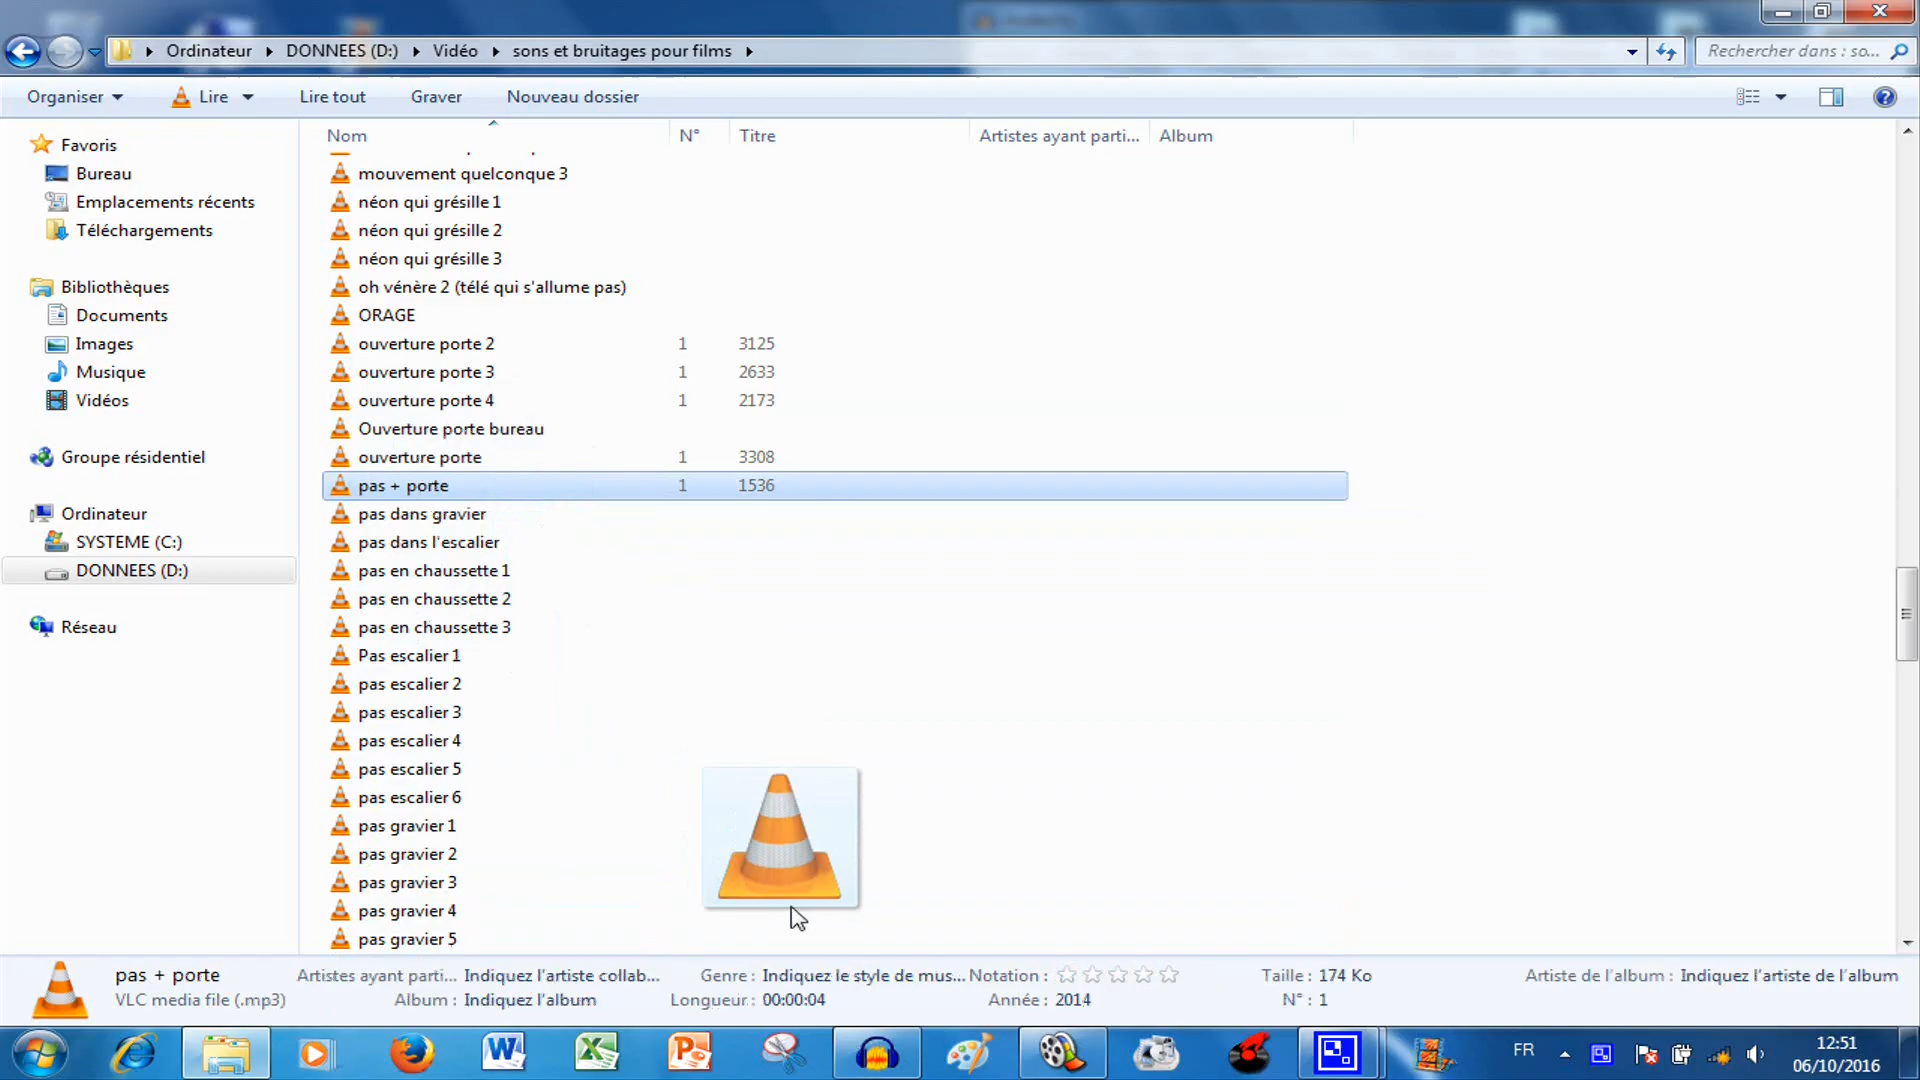 Ordinateur DONNEES (D:) Vidéo sons et bruitages pour films
Rechercher dans : so...
Organiser Lire Lire tout Graver Nouveau dossier
Nom N° Titre Artistes ayant parti... Album
Favoris
Bureau
Emplacements récents
Téléchargements
Bibliothèques
Documents
Images
Musique
Vidéos
Groupe résidentiel
Ordinateur
SYSTEME (C:)
DONNEES (D:)
Réseau
mouvement quelconque 3
néon qui grésille 1
néon qui grésille 2
néon qui grésille 3
oh vénère 2 (télé qui s'allume pas)
ORAGE
ouverture porte 2 1 3125
ouverture porte 3 1 2633
ouverture porte 4 1 2173
Ouverture porte bureau
ouverture porte 1 3308
pas + porte 1 1536
pas dans gravier
pas dans l'escalier
pas en chaussette 1
pas en chaussette 2
pas en chaussette 3
Pas escalier 1
pas escalier 2
pas escalier 3
pas escalier 4
pas escalier 5
pas escalier 6
pas gravier 1
pas gravier 2
pas gravier 3
pas gravier 4
pas gravier 5
pas + porte Artistes ayant parti... Indiquez l'artiste collab... Genre : Indiquez le style de mus... Notation : Taille : 174 Ko Artiste de l'album : Indiquez l'artiste de l'album
VLC media file (.mp3) Album : Indiquez l'album Longueur : 00:00:04 Année : 2014 N° : 1
FR 12:51
06/10/2016